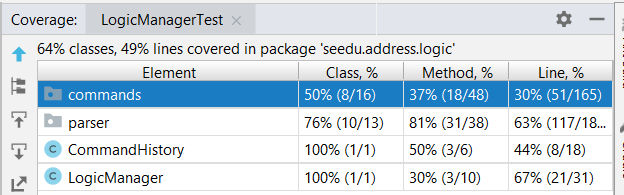 Coverage: LogicManagerTest
64% classes, 49% lines covered in package 'seedu.address.logic'
Element Class, % Method, % Line, %
commands 50% (8/16) 37% (18/48) 30% (51/165)
parser 76% (10/13) 81% (31/38) 63% (117/18...
CommandHistory 100% (1/1) 50% (3/6) 44% (8/18)
LogicManager 100% (1/1) 30% (3/10) 67% (21/31)